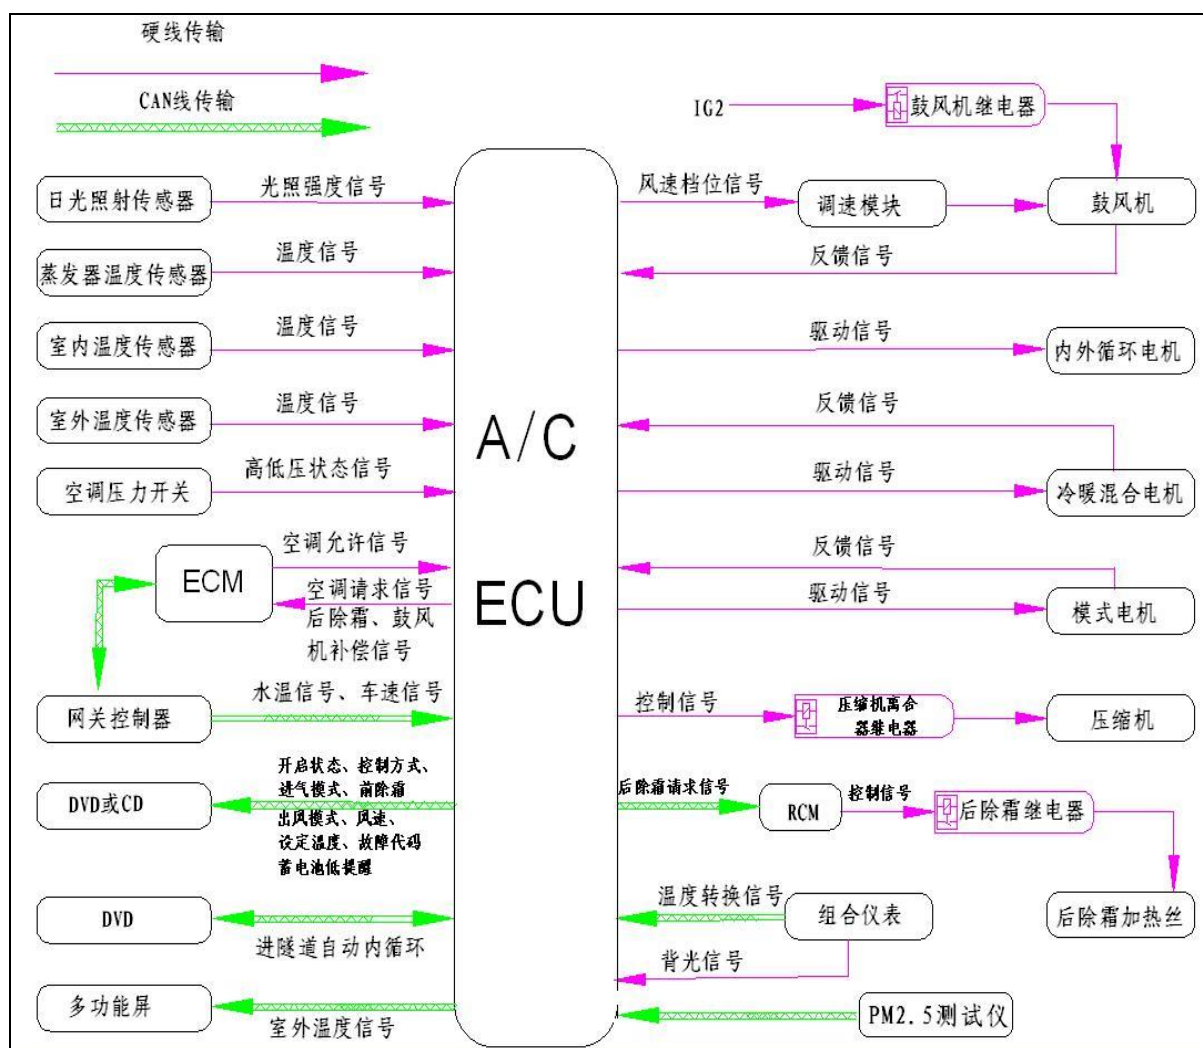 硬线传输
CAN线传输
IG2
鼓风机继电器
日光照射传感器
光照强度信号
风速档位信号
调速模块
鼓风机
蒸发器温度传感器
温度信号
反馈信号
室内温度传感器
温度信号
驱动信号
内外循环电机
室外温度传感器
温度信号
反馈信号
A/C
空调压力开关
高低压状态信号
驱动信号
冷暖混合电机
ECM
空调允许信号
反馈信号
空调请求信号
后除霜、鼓风
机补偿信号
ECU
驱动信号
模式电机
网关控制器
水温信号、车速信号
控制信号
压缩机离合
器继电器
压缩机
DVD或CD
开启状态、控制方式、
进气模式、前除霜
出风模式、风速、
设定温度、故障代码
蓄电池低提醒
后除霜请求信号
RCM
控制信号
后除霜继电器
DVD
进隧道自动内循环
温度转换信号
组合仪表
后除霜加热丝
背光信号
多功能屏
室外温度信号
PM2.5测试仪